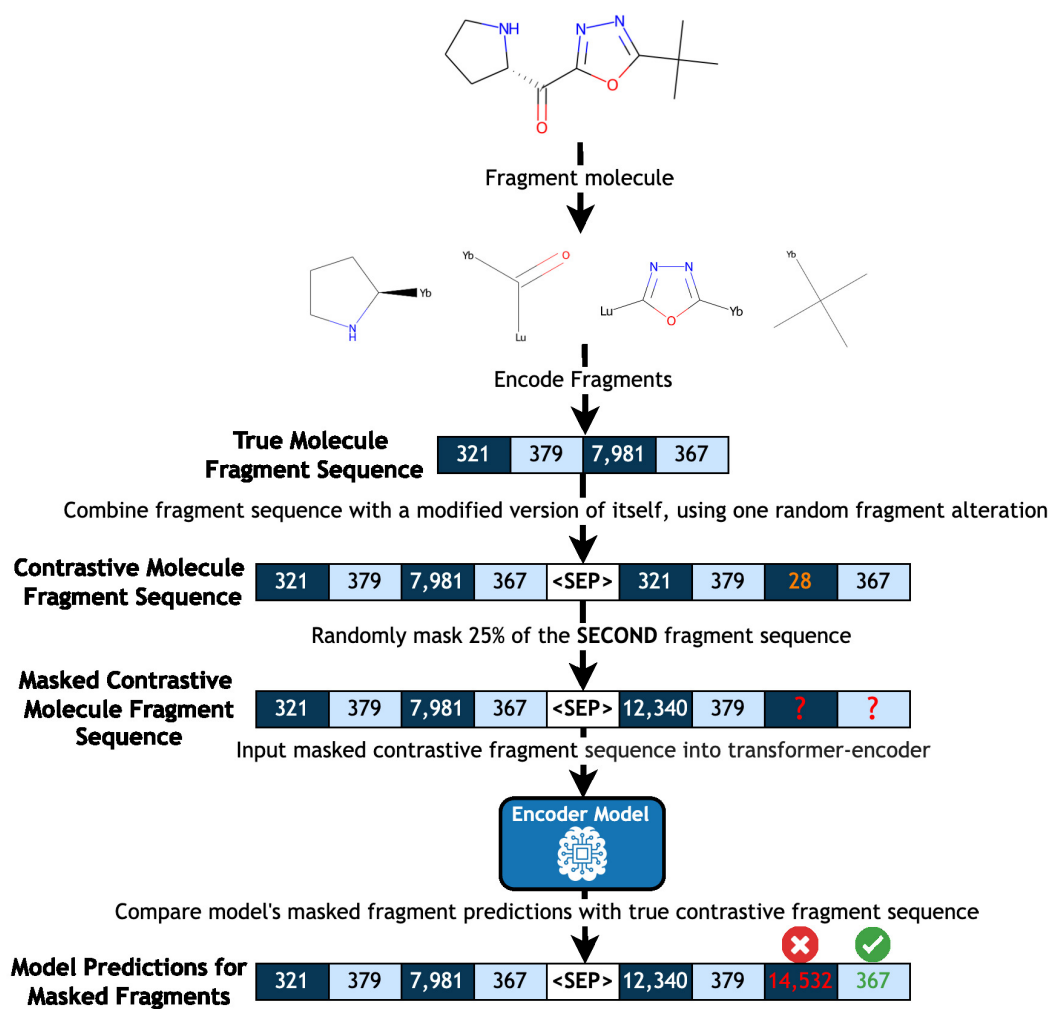 NH
N
N
O
O
Fragment molecule
Yb
N
H
Yb
O
Lu
N
N
Lu
O
Yb
Yb
Encode Fragments
True Molecule
Fragment Sequence
321 379 7,981 367
Combine fragment sequence with a modified version of itself, using one random fragment alteration
Contrastive Molecule
Fragment Sequence
321 379 7,981 367 <SEP> 321 379 28 367
Randomly mask 25% of the SECOND fragment sequence
Masked Contrastive
Molecule Fragment
Sequence
321 379 7,981 367 <SEP> 12,340 379 ? ?
Input masked contrastive fragment sequence into transformer-encoder
Encoder Model
Compare model's masked fragment predictions with true contrastive fragment sequence
Model Predictions for
Masked Fragments
321 379 7,981 367 <SEP> 12,340 379 14,532 367